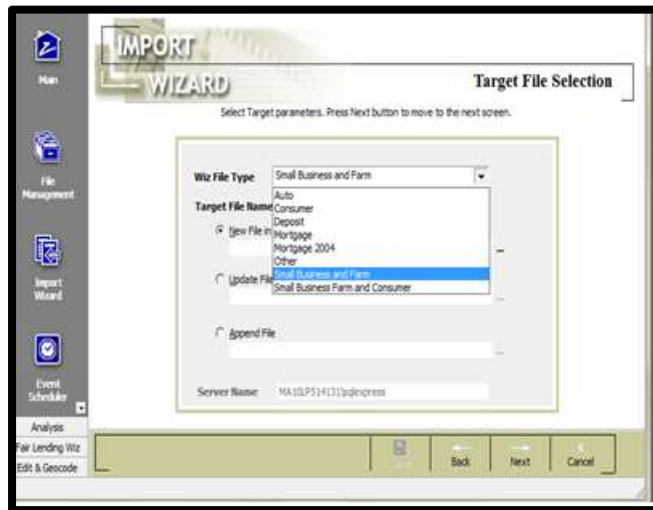 IMPORT
WIZARD
Target File Selection
Select Target parameters. Press Next button to move to the next screen.
Main
File
Management
Import
Wizard
Event
Scheduler
Analysis
Fair Lending Wiz
Edit & Geocode
Wiz File Type
Small Business and Farm
Auto
Consumer
Deposit
Mortgage
Mortgage 2004
Other
Small Business and Farm
Small Business Farm and Consumer
Target File Name
New File in
Update File
Append File
Server Name
Back
Next
Cancel